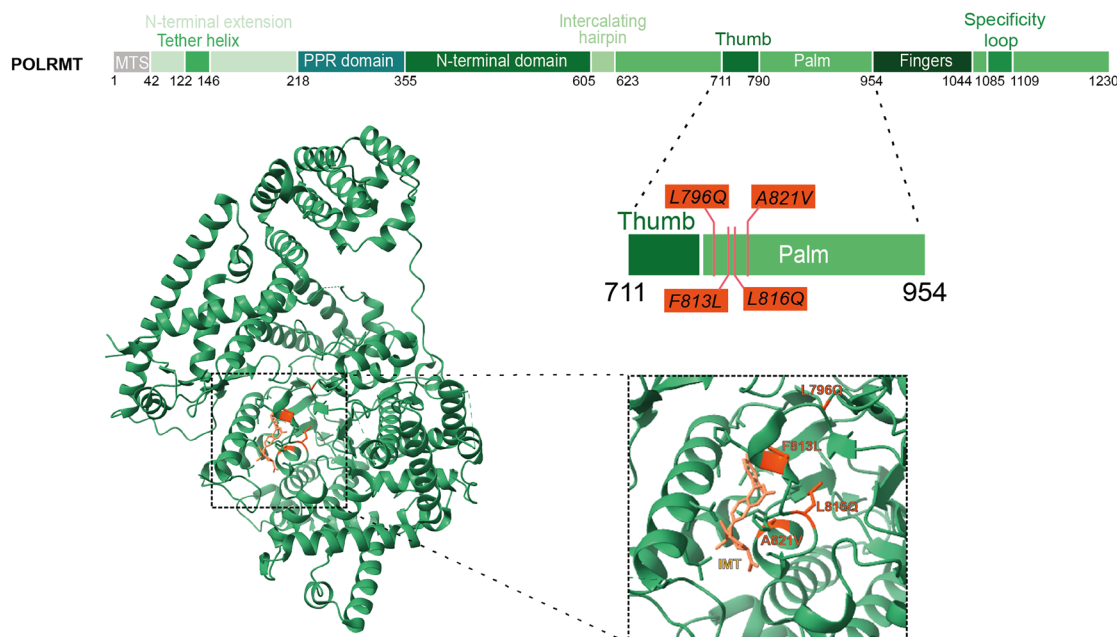 N-terminal extension
Tether helix
Intercalating
hairpin
Thumb
Specificity
loop
POLRMT
MTS
PPR domain
N-terminal domain
Palm
Fingers
1
42
122
146
218
355
605
623
711
790
954
1044
1085
1109
1230
L796Q
A821V
Thumb
Palm
711
954
F813L
L816Q
L796Q
F813L
L816Q
A821V
IMT